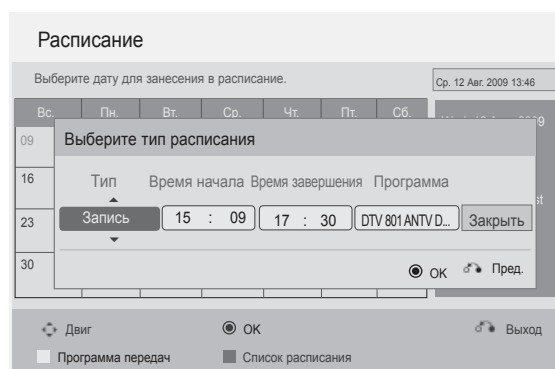 Расписание
Выберите дату для занесения в расписание.
Ср. 12 Авг. 2009 13:46
Вс. Пн. Вт. Ср. Чт. Пт. Сб.
09
Выберите тип расписания
16
Тип Время начала Время завершения Программа
23
Запись 15 : 09 17 : 30 DTV 801 ANTV D... Закрыть
30
OK Пред.
Двиг OK Выход
Программа передач Список расписания